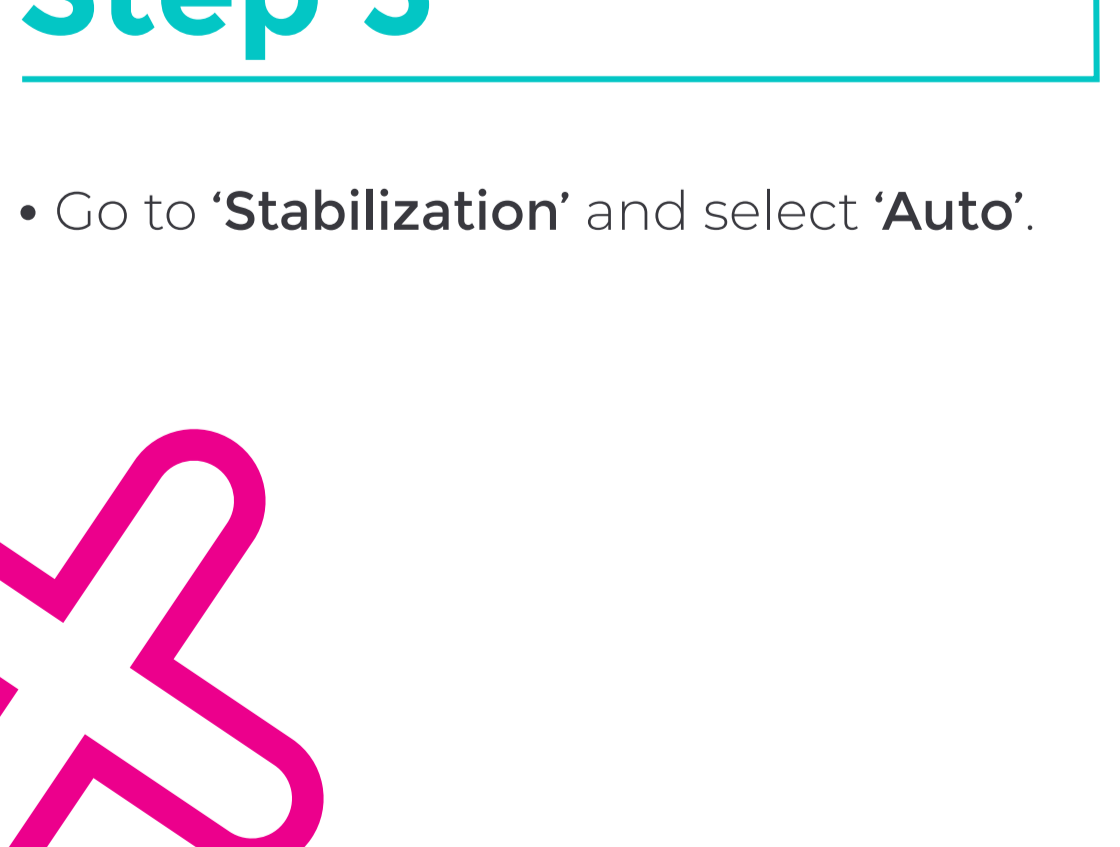 Step
• Go to ‘Stabilization’ and select ‘Auto’.